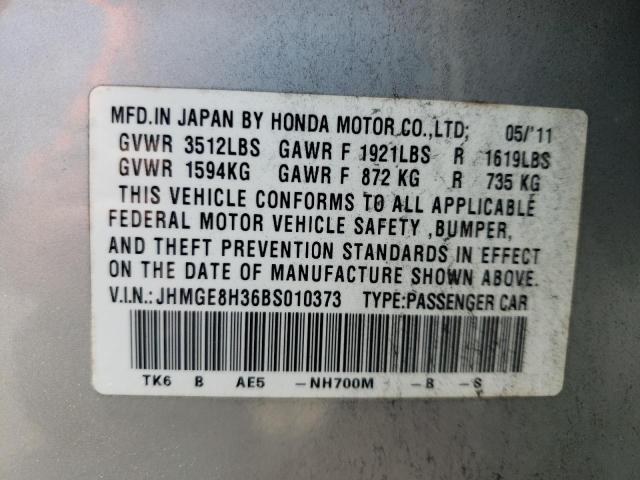 MFD.IN JAPAN BY HONDA MOTOR CO.,LTD; 05/'11
GVWR 3512LBS GAWR F 1921LBS R 1619LBS
GVWR 1594KG GAWR F 872 KG R 735 KG
THIS VEHICLE CONFORMS TO ALL APPLICABLE
FEDERAL MOTOR VEHICLE SAFETY ,BUMPER,
AND THEFT PREVENTION STANDARDS IN EFFECT
ON THE DATE OF MANUFACTURE SHOWN ABOVE.
V.I.N.:JHMGE8H36BS010373 TYPE:PASSENGER CAR
TK6 B AE5 -NH700M -B -S